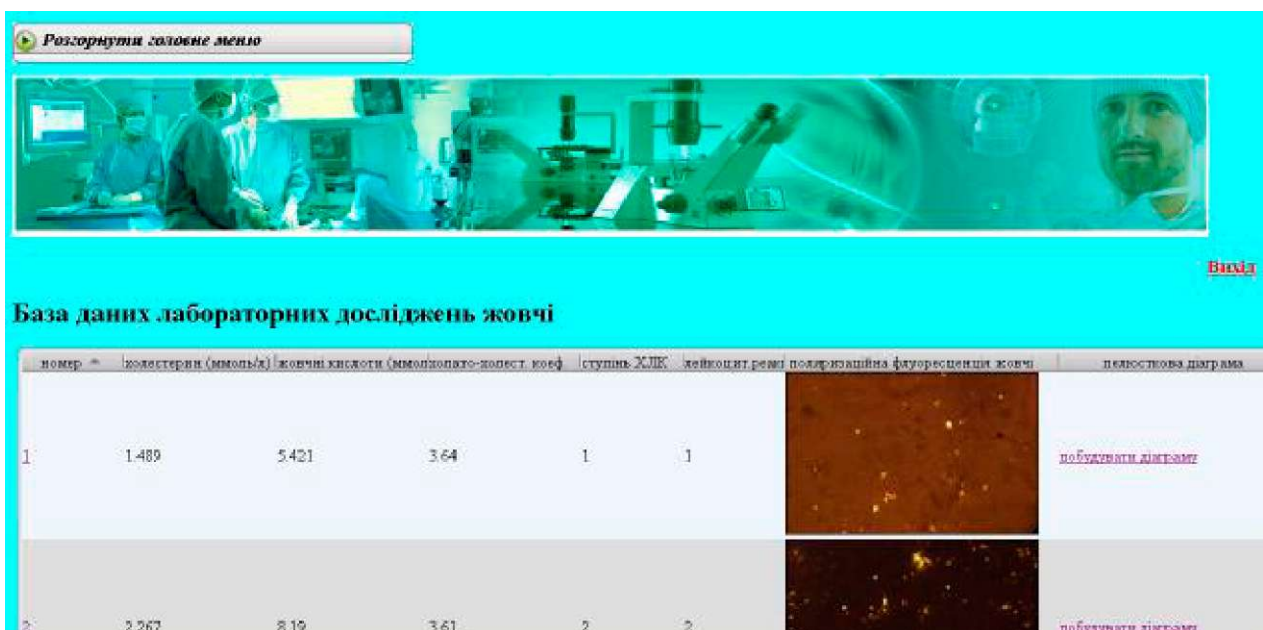 Розгорнути головне меню
Вихід
База даних лабораторних досліджень жовчі
номер холестерин (ммоль/л) жовчні кислоти (ммол холато-холест. коеф ступінь ХЛК лейкоцит.реакі поляризаційна флуоресценція жовчі пелюсткова діаграма
1 1.489 5.421 3.64 1 1 побудувати діаграму
2 2.267 8.19 3.61 2 2 побудувати діаграму